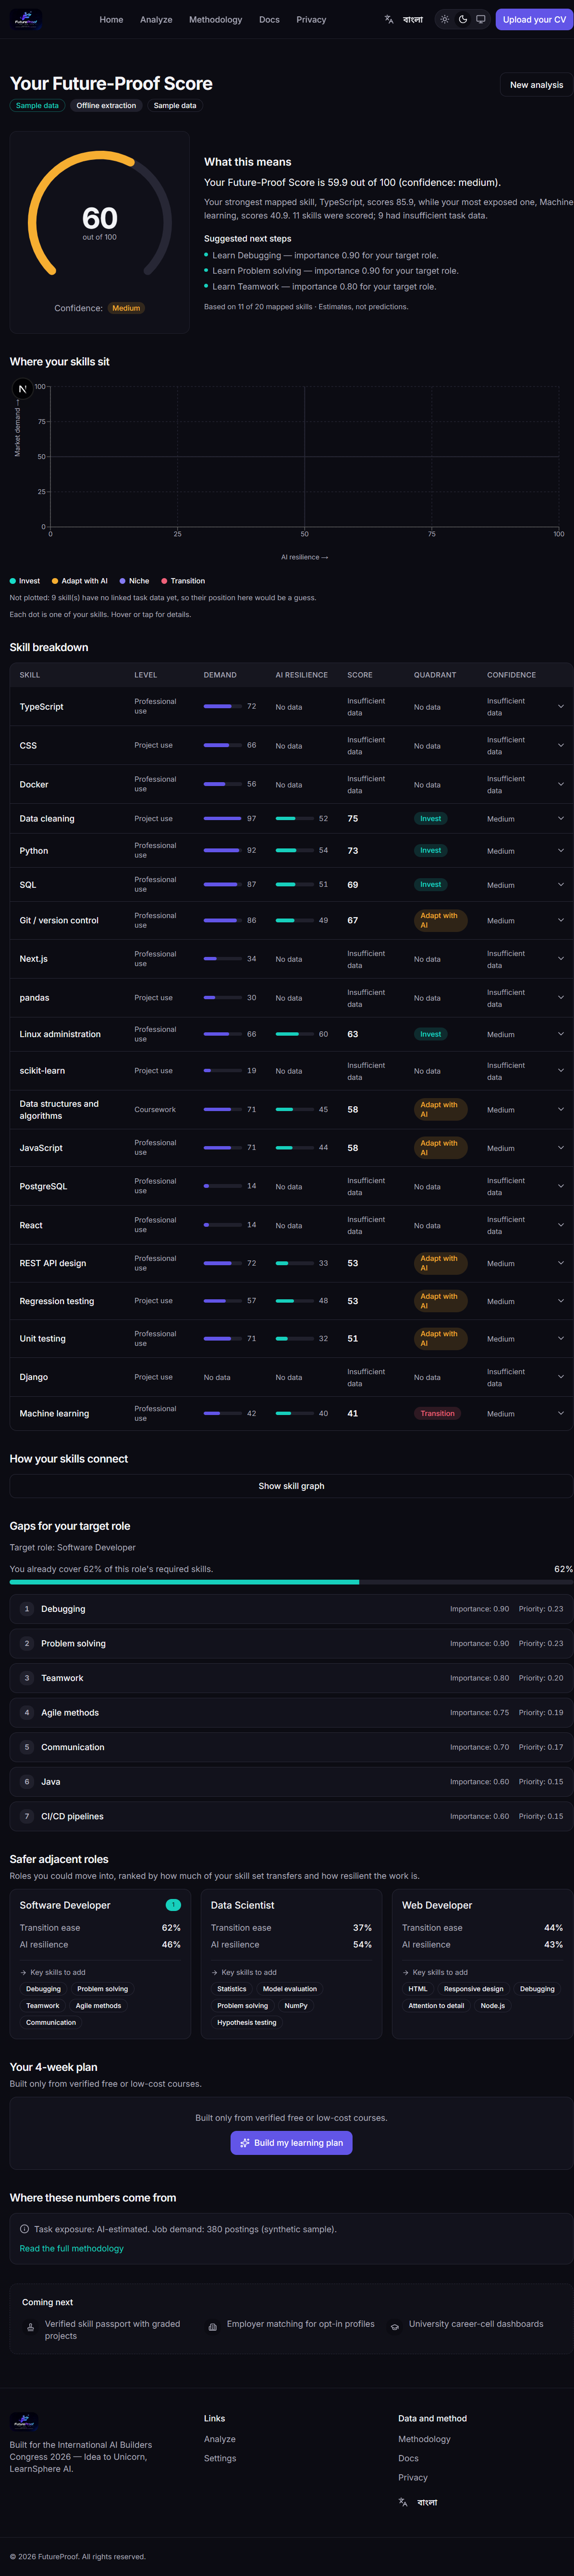 FutureProof
Home
Analyze
Methodology
Docs
Privacy
বাংলা
Upload your CV
Your Future-Proof Score
New analysis
Sample data
Offline extraction
Sample data
60
out of 100
Confidence: Medium
What this means
Your Future-Proof Score is 59.9 out of 100 (confidence: medium).
Your strongest mapped skill, TypeScript, scores 85.9, while your most exposed one, Machine
learning, scores 40.9. 11 skills were scored; 9 had insufficient task data.
Suggested next steps
Learn Debugging — importance 0.90 for your target role.
Learn Problem solving — importance 0.90 for your target role.
Learn Teamwork — importance 0.80 for your target role.
Based on 11 of 20 mapped skills · Estimates, not predictions.
Where your skills sit
N
Market demand →
100
75
50
25
0
0
25
50
75
100
AI resilience →
Invest
Adapt with AI
Niche
Transition
Not plotted: 9 skill(s) have no linked task data yet, so their position here would be a guess.
Each dot is one of your skills. Hover or tap for details.
Skill breakdown
SKILL LEVEL DEMAND AI RESILIENCE SCORE QUADRANT CONFIDENCE
TypeScript Professional use 72 No data Insufficient data No data Insufficient data
CSS Project use 66 No data Insufficient data No data Insufficient data
Docker Professional use 56 No data Insufficient data No data Insufficient data
Data cleaning Project use 97 52 75 Invest Medium
Python Professional use 92 54 73 Invest Medium
SQL Professional use 87 51 69 Invest Medium
Git / version control Professional use 86 49 67 Adapt with AI Medium
Next.js Professional use 34 No data Insufficient data No data Insufficient data
pandas Project use 30 No data Insufficient data No data Insufficient data
Linux administration Professional use 66 60 63 Invest Medium
scikit-learn Project use 19 No data Insufficient data No data Insufficient data
Data structures and algorithms Coursework 71 45 58 Adapt with AI Medium
JavaScript Professional use 71 44 58 Adapt with AI Medium
PostgreSQL Professional use 14 No data Insufficient data No data Insufficient data
React Professional use 14 No data Insufficient data No data Insufficient data
REST API design Professional use 72 33 53 Adapt with AI Medium
Regression testing Project use 57 48 53 Adapt with AI Medium
Unit testing Professional use 71 32 51 Adapt with AI Medium
Django Project use No data No data Insufficient data No data Insufficient data
Machine learning Professional use 42 40 41 Transition Medium
How your skills connect
Show skill graph
Gaps for your target role
Target role: Software Developer
You already cover 62% of this role's required skills. 62%
1 Debugging Importance: 0.90 Priority: 0.23
2 Problem solving Importance: 0.90 Priority: 0.23
3 Teamwork Importance: 0.80 Priority: 0.20
4 Agile methods Importance: 0.75 Priority: 0.19
5 Communication Importance: 0.70 Priority: 0.17
6 Java Importance: 0.60 Priority: 0.15
7 CI/CD pipelines Importance: 0.60 Priority: 0.15
Safer adjacent roles
Roles you could move into, ranked by how much of your skill set transfers and how resilient the work is.
Software Developer 1
Transition ease 62%
AI resilience 46%
Key skills to add
Debugging Problem solving
Teamwork Agile methods
Communication
Data Scientist
Transition ease 37%
AI resilience 54%
Key skills to add
Statistics Model evaluation
Problem solving NumPy
Hypothesis testing
Web Developer
Transition ease 44%
AI resilience 43%
Key skills to add
HTML Responsive design Debugging
Attention to detail Node.js
Your 4-week plan
Built only from verified free or low-cost courses.
Built only from verified free or low-cost courses.
Build my learning plan
Where these numbers come from
Task exposure: AI-estimated. Job demand: 380 postings (synthetic sample).
Read the full methodology
Coming next
Verified skill passport with graded
projects
Employer matching for opt-in profiles
University career-cell dashboards
FutureProof
Built for the International AI Builders
Congress 2026 — Idea to Unicorn,
LearnSphere AI.
Links
Analyze
Settings
Data and method
Methodology
Docs
Privacy
বাংলা
© 2026 FutureProof. All rights reserved.